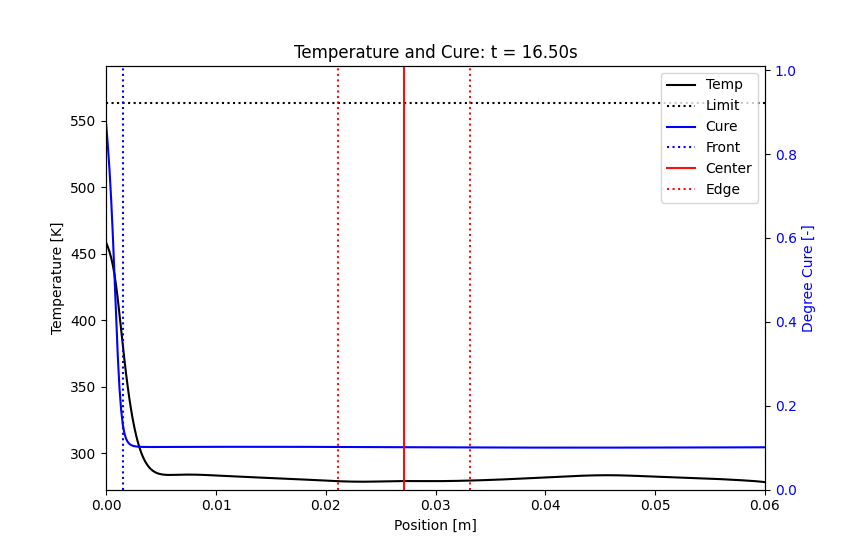 Temperature and Cure: t = 16.50s
Temp
Limit
Cure
Front
Center
Edge
Temperature [K]
550
500
450
400
350
300
Degree Cure [-]
1.0
0.8
0.6
0.4
0.2
0.0
0.00 0.01 0.02 0.03 0.04 0.05 0.06
Position [m]